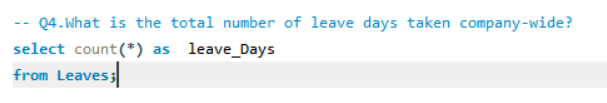 -- Q4.What is the total number of leave days taken company-wide?
select count(*) as  leave_Days
from Leaves;